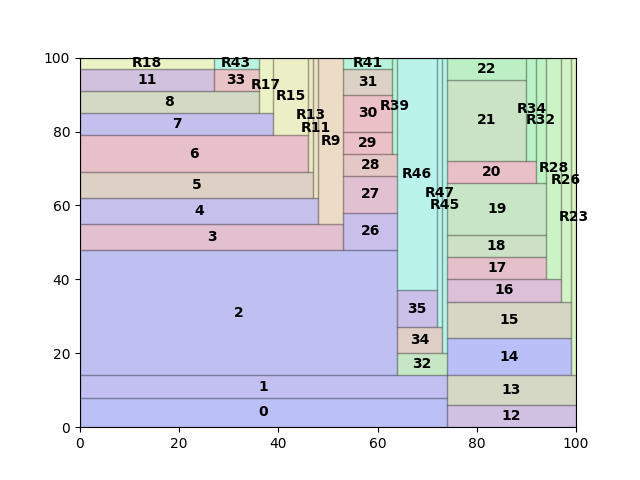 100
80
60
40
20
0
0 20 40 60 80 100
R18 R43 R41 22
11 33 31
R17
R15
8 30 R39 R34
21 R32
R13
7 R11
29 R9
6 28 20 R28
R26
5 27 R46 R47
R45
4 19 R23
3 26 18
17
16
2 35 15
34
14
32
1 13
0 12